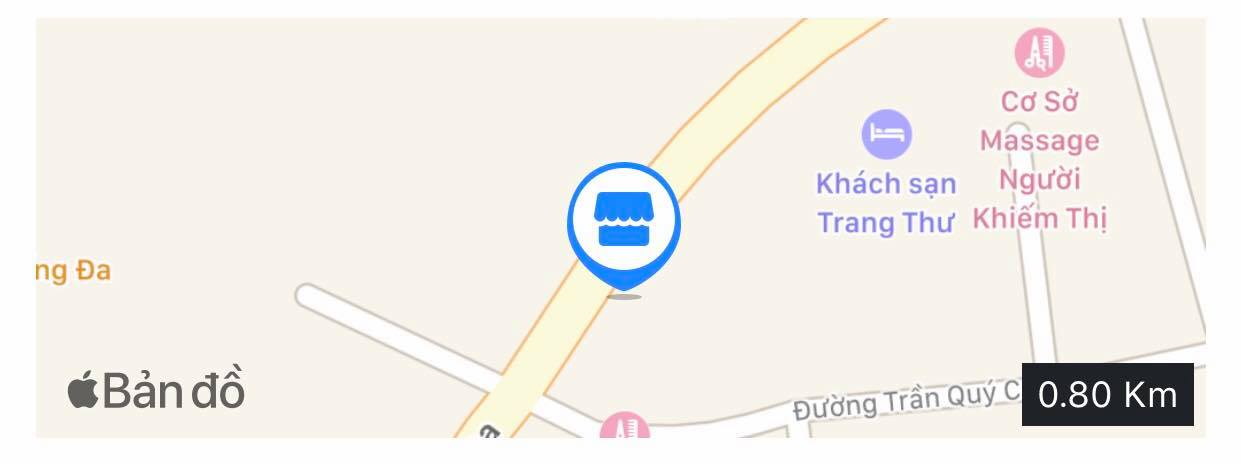 Cơ Sở
Massage
Người
Khiếm Thị
Khách sạn
Trang Thư
ng Đa
Bản đồ
Đường Trần Quý C
0.80 Km